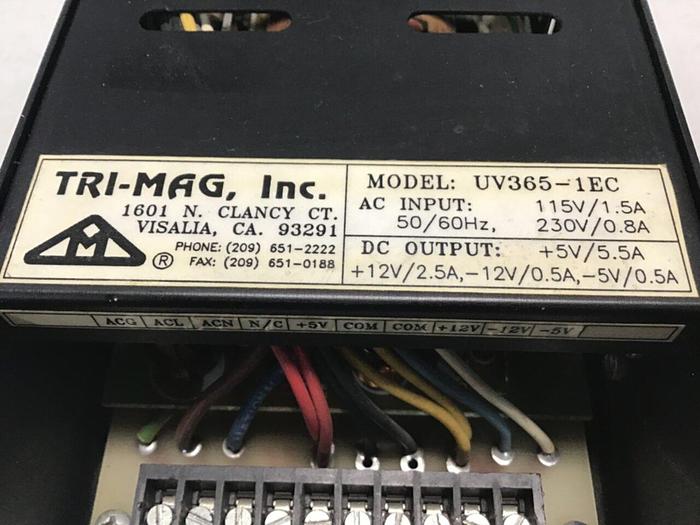 TRI-MAG, Inc.
1601 N. CLANCY CT.
VISALIA, CA. 93291
PHONE: (209) 651-2222
FAX: (209) 651-0188
M ®
MODEL: UV365-1EC
AC INPUT: 115V/1.5A
50/60Hz, 230V/0.8A
DC OUTPUT: +5V/5.5A
+12V/2.5A,-12V/0.5A,-5V/0.5A
ACG ACL ACN N/C +5V COM COM +12V -12V -5V